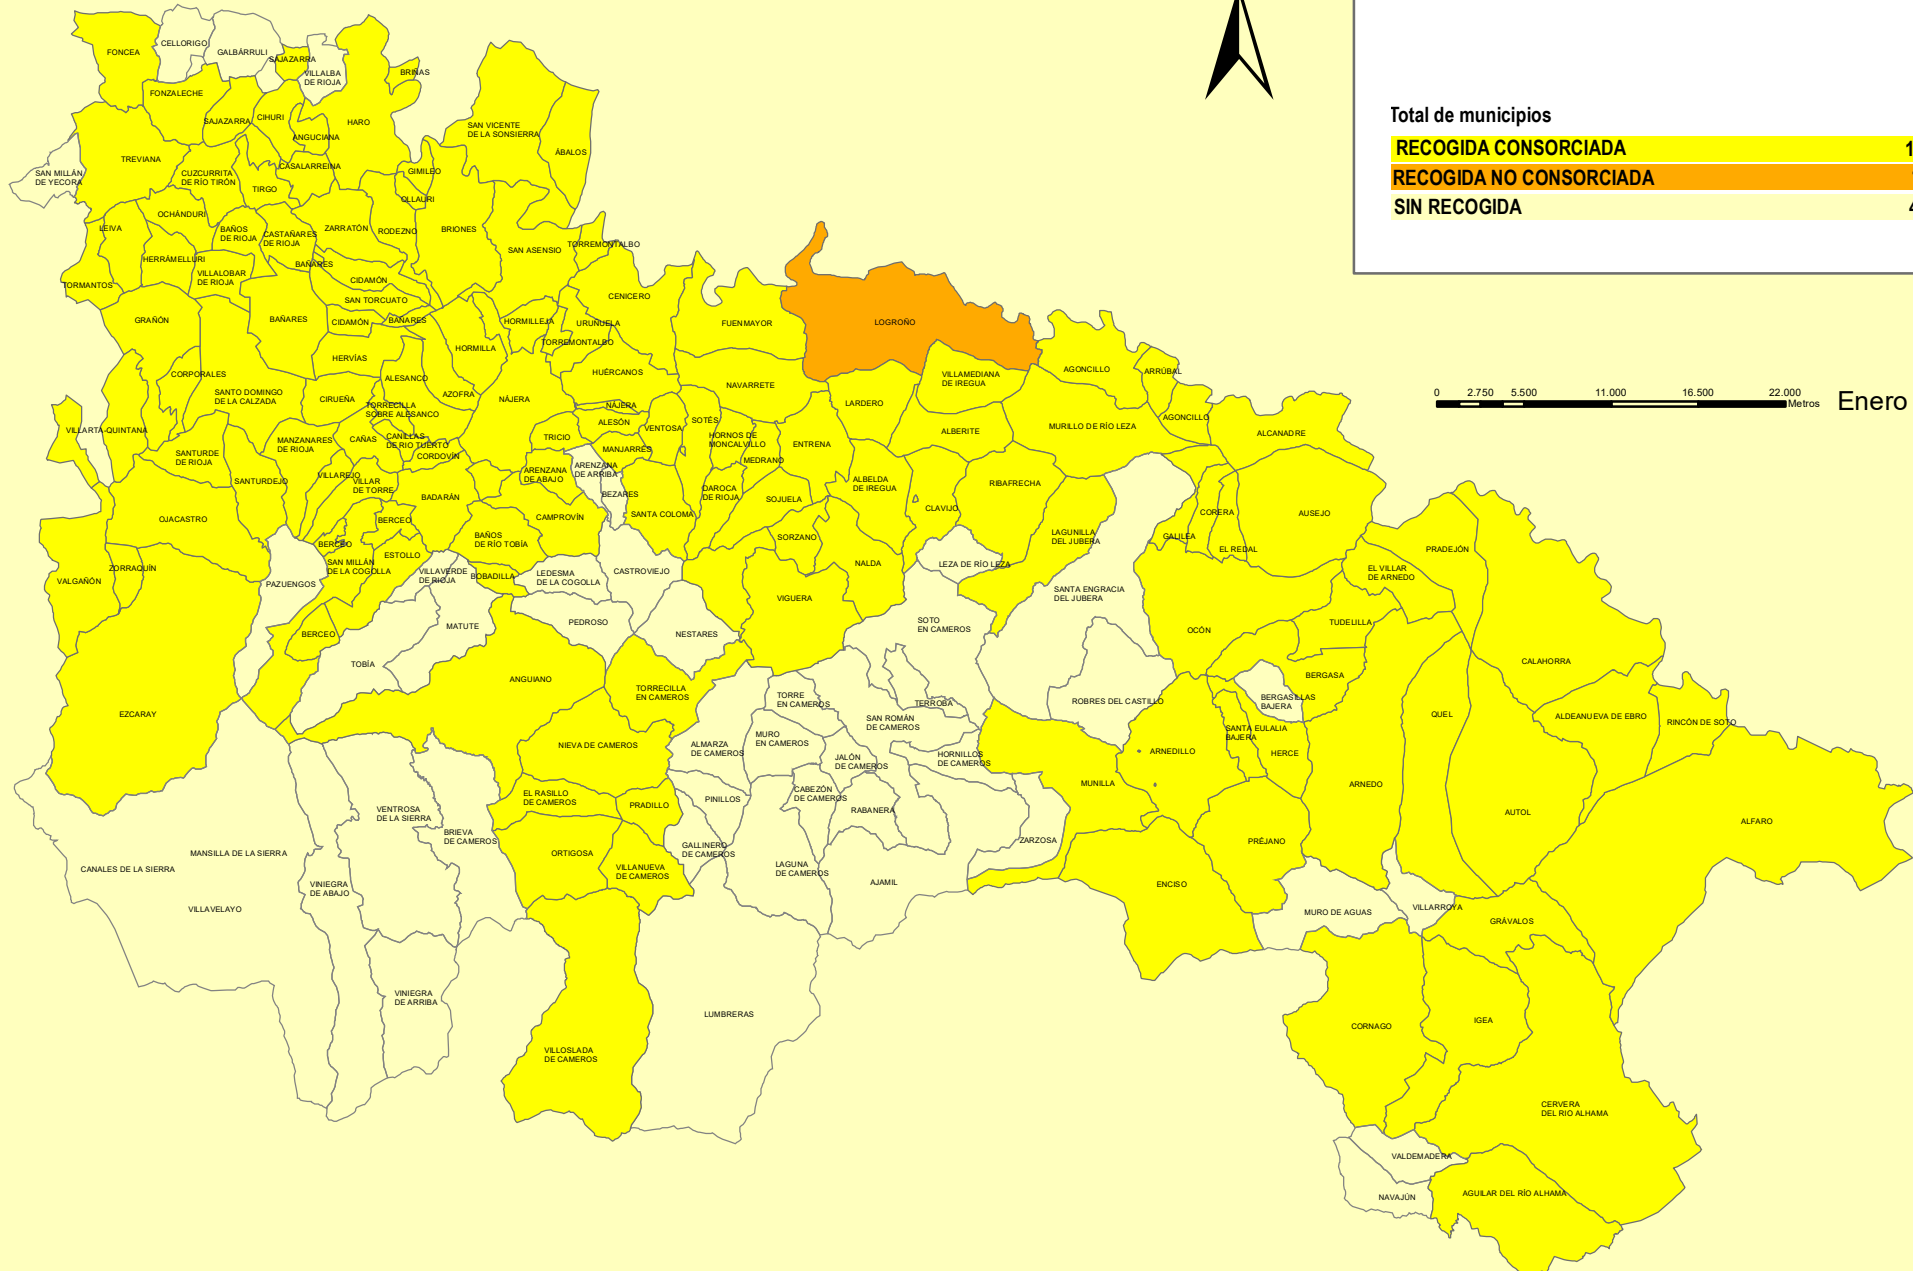 Total de municipios
RECOGIDA CONSORCIADA 1
RECOGIDA NO CONSORCIADA
SIN RECOGIDA 4
0 2.750 5.500 11.000 16.500 22.000
Metros
Enero
FONCEA
CELLORIGO
GALBÁRRULI
SAJAZARRA
VILLALBA
DE RIOJA
BRIÑAS
FONZALECHE
SAJAZARRA
CIHURI
HARO
ANGUCIANA
SAN VICENTE
DE LA SONSIERRA
ÁBALOS
TREVIANA
SAN MILLÁN
DE YECORA
CUZCURRITA
DE RÍO TIRÓN
TIRGO
CASALARREINA
GIMILEO
OLLAURI
OCHÁNDURI
LEIVA
BAÑOS
DE RIOJA
CASTAÑARES
DE RIOJA
ZARRATÓN
RODEZNO
BRIONES
SAN ASENSIO
TORREMONTALBO
HERRAMÉLLURI
VILLALOBAR
DE RIOJA
BAÑARES
CIDAMÓN
TORMANTOS
SAN TORCUATO
CENICERO
GRAÑÓN
BAÑARES
CIDAMÓN
BAÑARES
HORMILLEJA
URUÑUELA
TORREMONTALBO
FUENMAYOR
LOGROÑO
HORMILLA
HERVÍAS
CORPORALES
SANTO DOMINGO
DE LA CALZADA
CIRUEÑA
ALESANCO
AZOFRA
NÁJERA
HUÉRCANOS
NAVARRETE
LARDERO
VILLAMEDIANA
DE IREGUA
AGONCILLO
ARRÚBAL
AGONCILLO
TORRECILLA
SOBRE ALESANCO
NÁJERA
ALESÓN
VENTOSA
SOTÉS
VILLARTA-QUINTANA
MANZANARES
DE RIOJA
CAÑAS
CANILLAS
DE RIO TUERTO
CORDOVÍN
TRICIO
MANJARRÉS
HORNOS DE
MONCALVILLO
ENTRENA
ALBERITE
MURILLO DE RÍO LEZA
ALCANADRE
SANTURDE
DE RIOJA
SANTURDEJO
VILLAREJO
VILLAR
DE TORRE
BADARÁN
ARENZANA
DE ABAJO
ARENZANA
DE ARRIBA
BEZARES
MEDRANO
DAROCA
DE RIOJA
SOJUELA
ALBELDA
DE IREGUA
CLAVIJO
RIBAFRECHA
OJACASTRO
BERCEO
BAÑOS
DE RÍO TOBÍA
CAMPROVÍN
SANTA COLOMA
SORZANO
NALDA
LAGUNILLA
DEL JUBERA
GALILEA
CORERA
EL REDAL
AUSEJO
PRADEJÓN
BERCEO
ESTOLLO
SAN MILLÁN
DE LA COGOLLA
VILLAVERDE
DE RIOJA
BOBADILLA
LEDESMA
DE LA COGOLLA
CASTROVIEJO
LEZA DE RÍO LEZA
EL VILLAR
DE ARNEDO
VALGAÑÓN
ZORRAQUÍN
PAZUENGOS
VIGUERA
SANTA ENGRACIA
DEL JUBERA
BERCEO
MATUTE
PEDROSO
NESTARES
SOTO
EN CAMEROS
OCÓN
TUDELILLA
TOBÍA
CALAHORRA
EZCARAY
ANGUIANO
TORRECILLA
EN CAMEROS
TORRE
EN CAMEROS
TERROBA
ROBRES DEL CASTILLO
BERGASILLAS
BAJERA
BERGASA
QUEL
ALDEANUEVA DE EBRO
RINCÓN DE SOTO
SAN ROMÁN
DE CAMEROS
NIEVA DE CAMEROS
ALMARZA
DE CAMEROS
MURO
EN CAMEROS
JALÓN
DE CAMEROS
HORNILLOS
DE CAMEROS
ARNEDILLO
SANTA EULALIA
BAJERA
HERCE
MUNILLA
ARNEDO
EL RASILLO
DE CAMEROS
PRADILLO
PINILLOS
CABEZÓN
DE CAMEROS
RABANERA
VENTROSA
DE LA SIERRA
BRIEVA
DE CAMEROS
AUTOL
ALFARO
CANALES DE LA SIERRA
MANSILLA DE LA SIERRA
ORTIGOSA
VILLANUEVA
DE CAMEROS
GALLINERO
DE CAMEROS
LAGUNA
DE CAMEROS
ZARZOSA
PRÉJANO
AJAMIL
ENCISO
VINIEGRA
DE ABAJO
VILLAVELAYO
MURO DE AGUAS
VILLARROYA
GRÁVALOS
VINIEGRA
DE ARRIBA
LUMBRERAS
CORNAGO
IGEA
VILLOSLADA
DE CAMEROS
CERVERA
DEL RIO ALHAMA
VALDEMADERA
NAVAJÚN
AGUILAR DEL RÍO ALHAMA